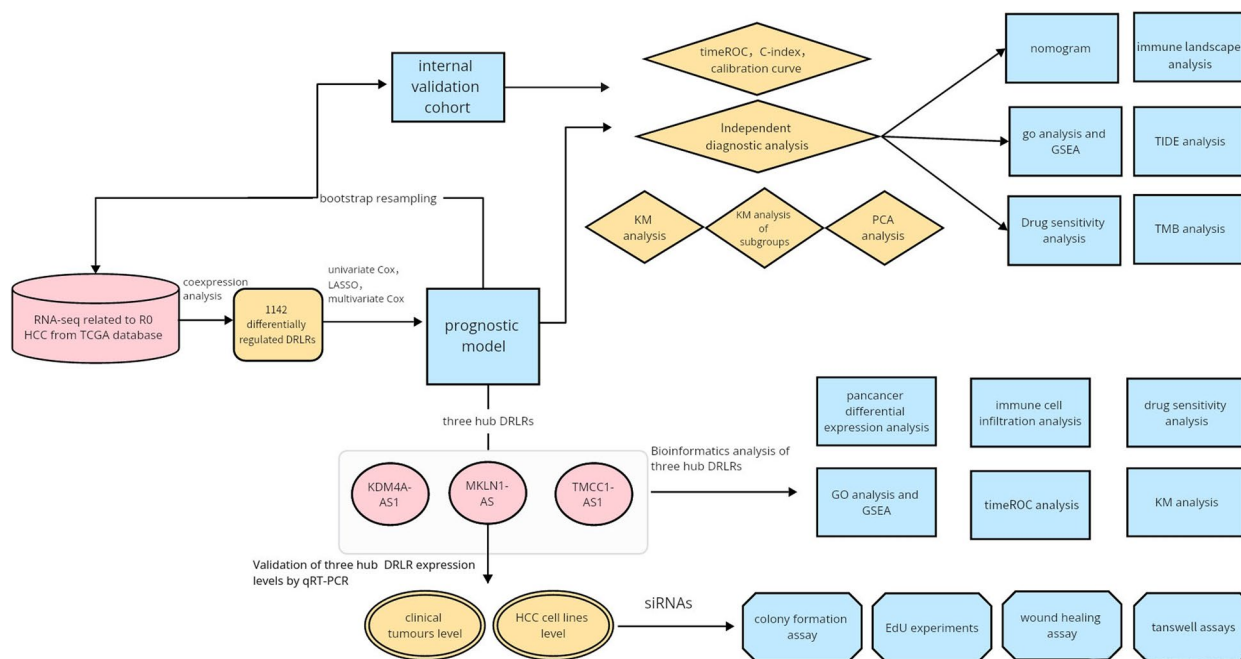 internal
validation
cohort
timeROC，C-index，
calibration curve
Independent
diagnostic analysis
KM
analysis
KM analysis
of
subgroups
PCA
analysis
nomogram
immune landscape
analysis
go analysis and
GSEA
TIDE analysis
Drug sensitivity
analysis
TMB analysis
bootstrap resampling
RNA-seq related to R0
HCC from TCGA database
coexpression
analysis
1142
differentially
regulated DRLRs
univariate Cox，
LASSO，
multivariate Cox
prognostic
model
three hub DRLRs
KDM4A-
AS1
MKLN1-
AS
TMCC1-
AS1
Bioinformatics analysis of
three hub DRLRs
pancancer
differential
expression analysis
immune cell
infiltration analysis
drug sensitivity
analysis
GO analysis and
GSEA
timeROC analysis
KM analysis
Validation of three hub DRLR expression
levels by qRT-PCR
clinical
tumours level
HCC cell lines
level
siRNAs
colony formation
assay
EdU experiments
wound healing
assay
tanswell assays